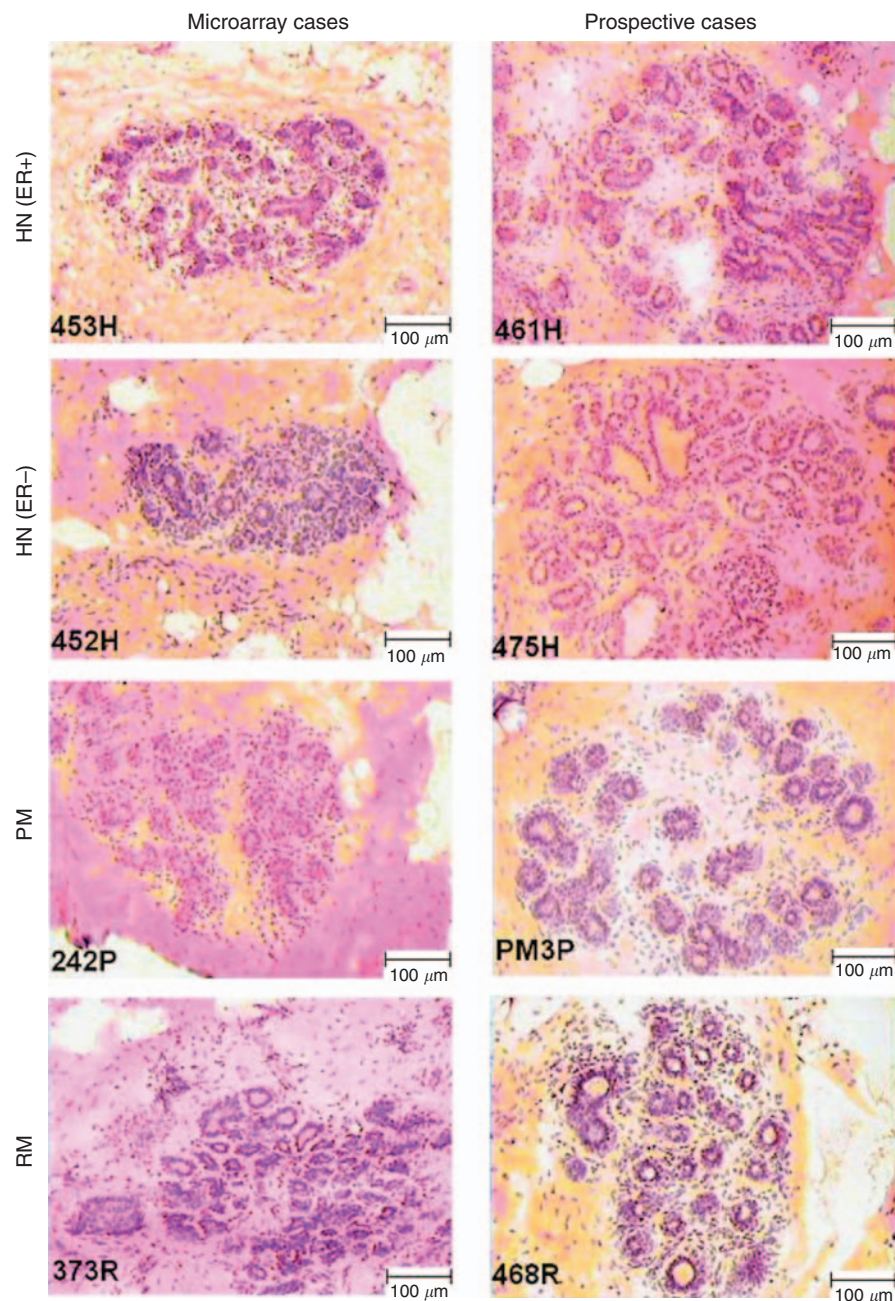 Microarray cases
Prospective cases
HN (ER+)
453H
100 μm
461H
100 μm
HN (ER−)
452H
100 μm
475H
100 μm
PM
242P
100 μm
PM3P
100 μm
RM
373R
100 μm
468R
100 μm